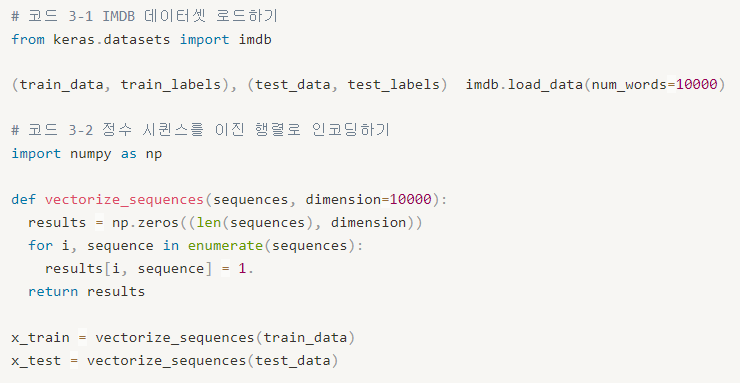 # 코드 3-1 IMDB 데이터셋 로드하기
from keras.datasets import imdb
(train_data, train_labels), (test_data, test_labels)  imdb.load_data(num_words=10000)
# 코드 3-2 정수 시퀀스를 이진 행렬로 인코딩하기
import numpy as np
def vectorize_sequences(sequences, dimension=10000):
  results = np.zeros((len(sequences), dimension))
  for i, sequence in enumerate(sequences):
    results[i, sequence] = 1.
  return results
x_train = vectorize_sequences(train_data)
x_test = vectorize_sequences(test_data)